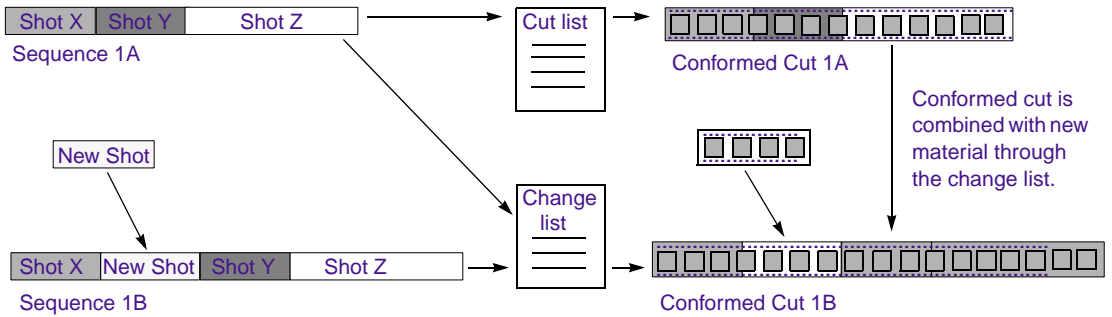 Shot X Shot Y Shot Z
Sequence 1A
Cut list
Conformed Cut 1A
Conformed cut is
combined with new
material through
the change list.
New Shot
Change
list
Shot X New Shot Shot Y Shot Z
Sequence 1B
Conformed Cut 1B